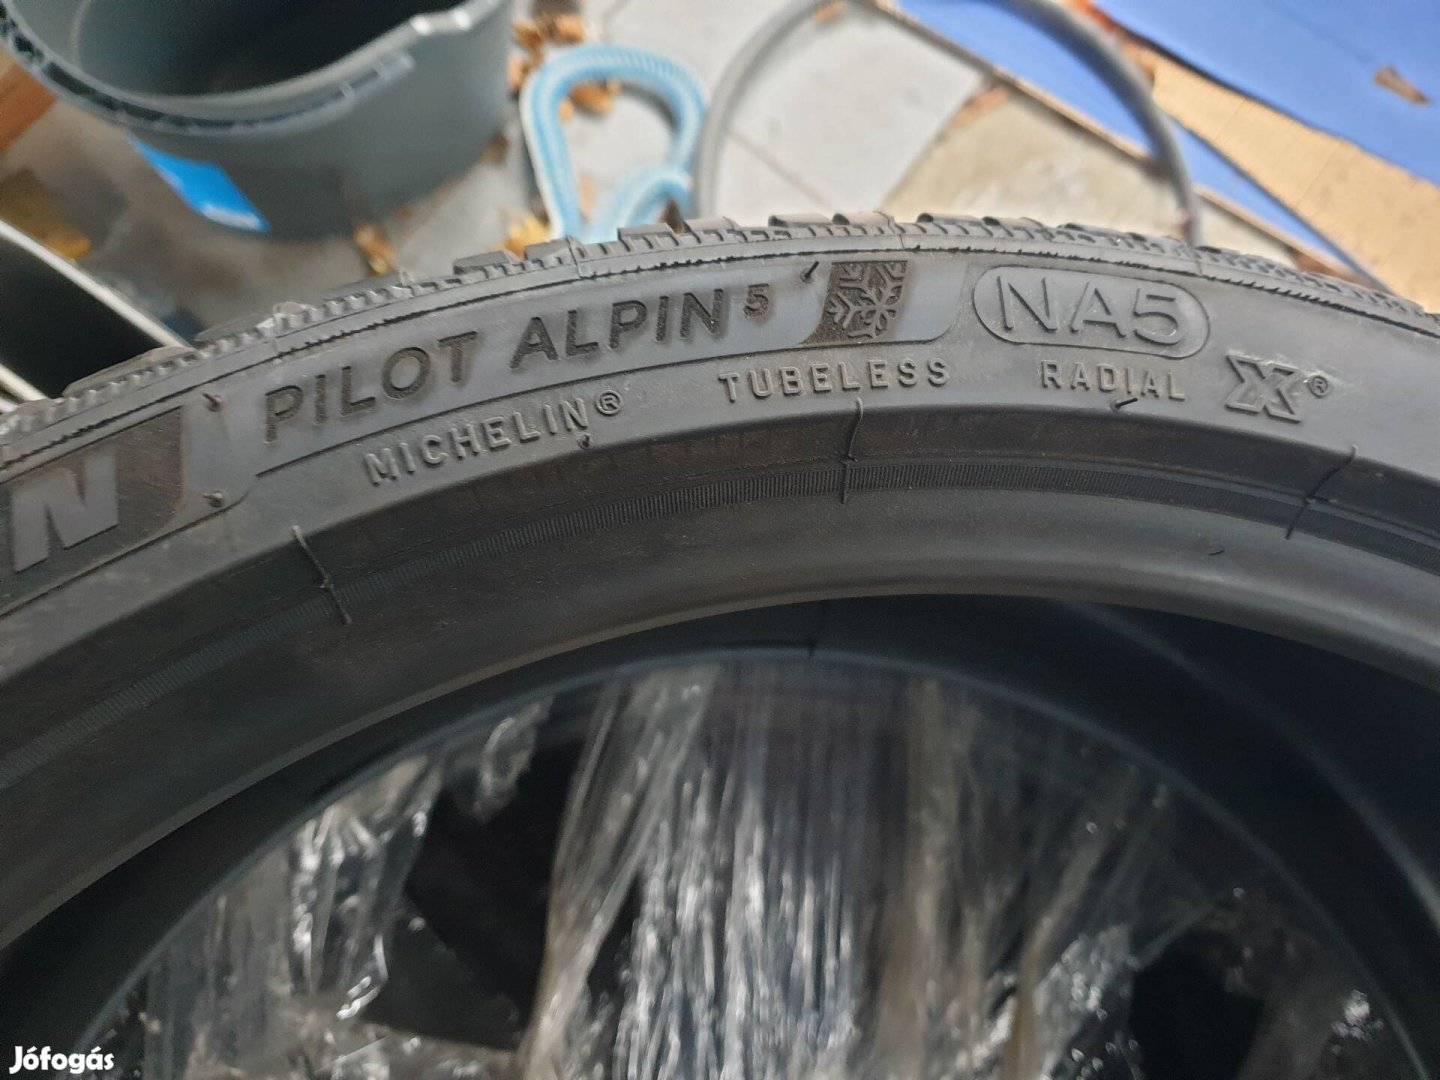 N PILOT ALPIN 5 NA5
MICHELIN® TUBELESS RADIAL X®
Jófogás